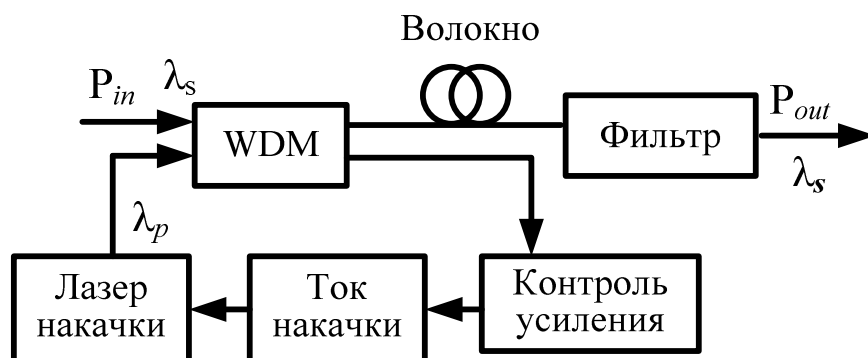 Волокно
P_in
λ_s
WDM
Фильтр
P_out
λ_s
λ_p
Лазер
накачки
Ток
накачки
Контроль
усиления